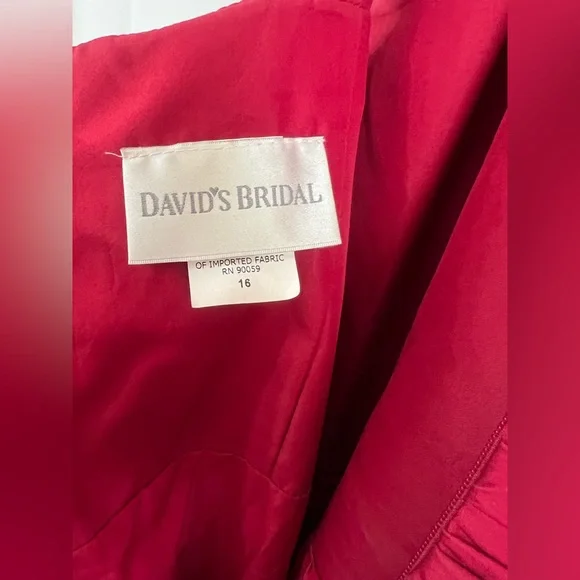 DAVID'S BRIDAL
OF IMPORTED FABRIC
RN 90059
16